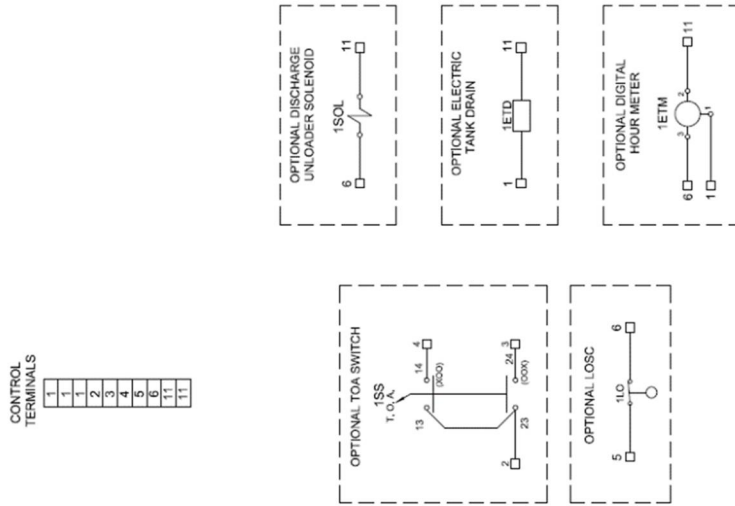 CONTROL
TERMINALS
1
1
1
2
3
4
5
6
11
11
OPTIONAL TOA SWITCH
1SS
T. O. A.
13
14
4
(XOO)
2
23
24
3
(OOX)
OPTIONAL LOSC
5
1LO
6
OPTIONAL DISCHARGE
UNLOADER SOLENOID
1SOL
6
11
OPTIONAL ELECTRIC
TANK DRAIN
1ETD
1
11
OPTIONAL DIGITAL
HOUR METER
1ETM
6
3
2
11
1
1